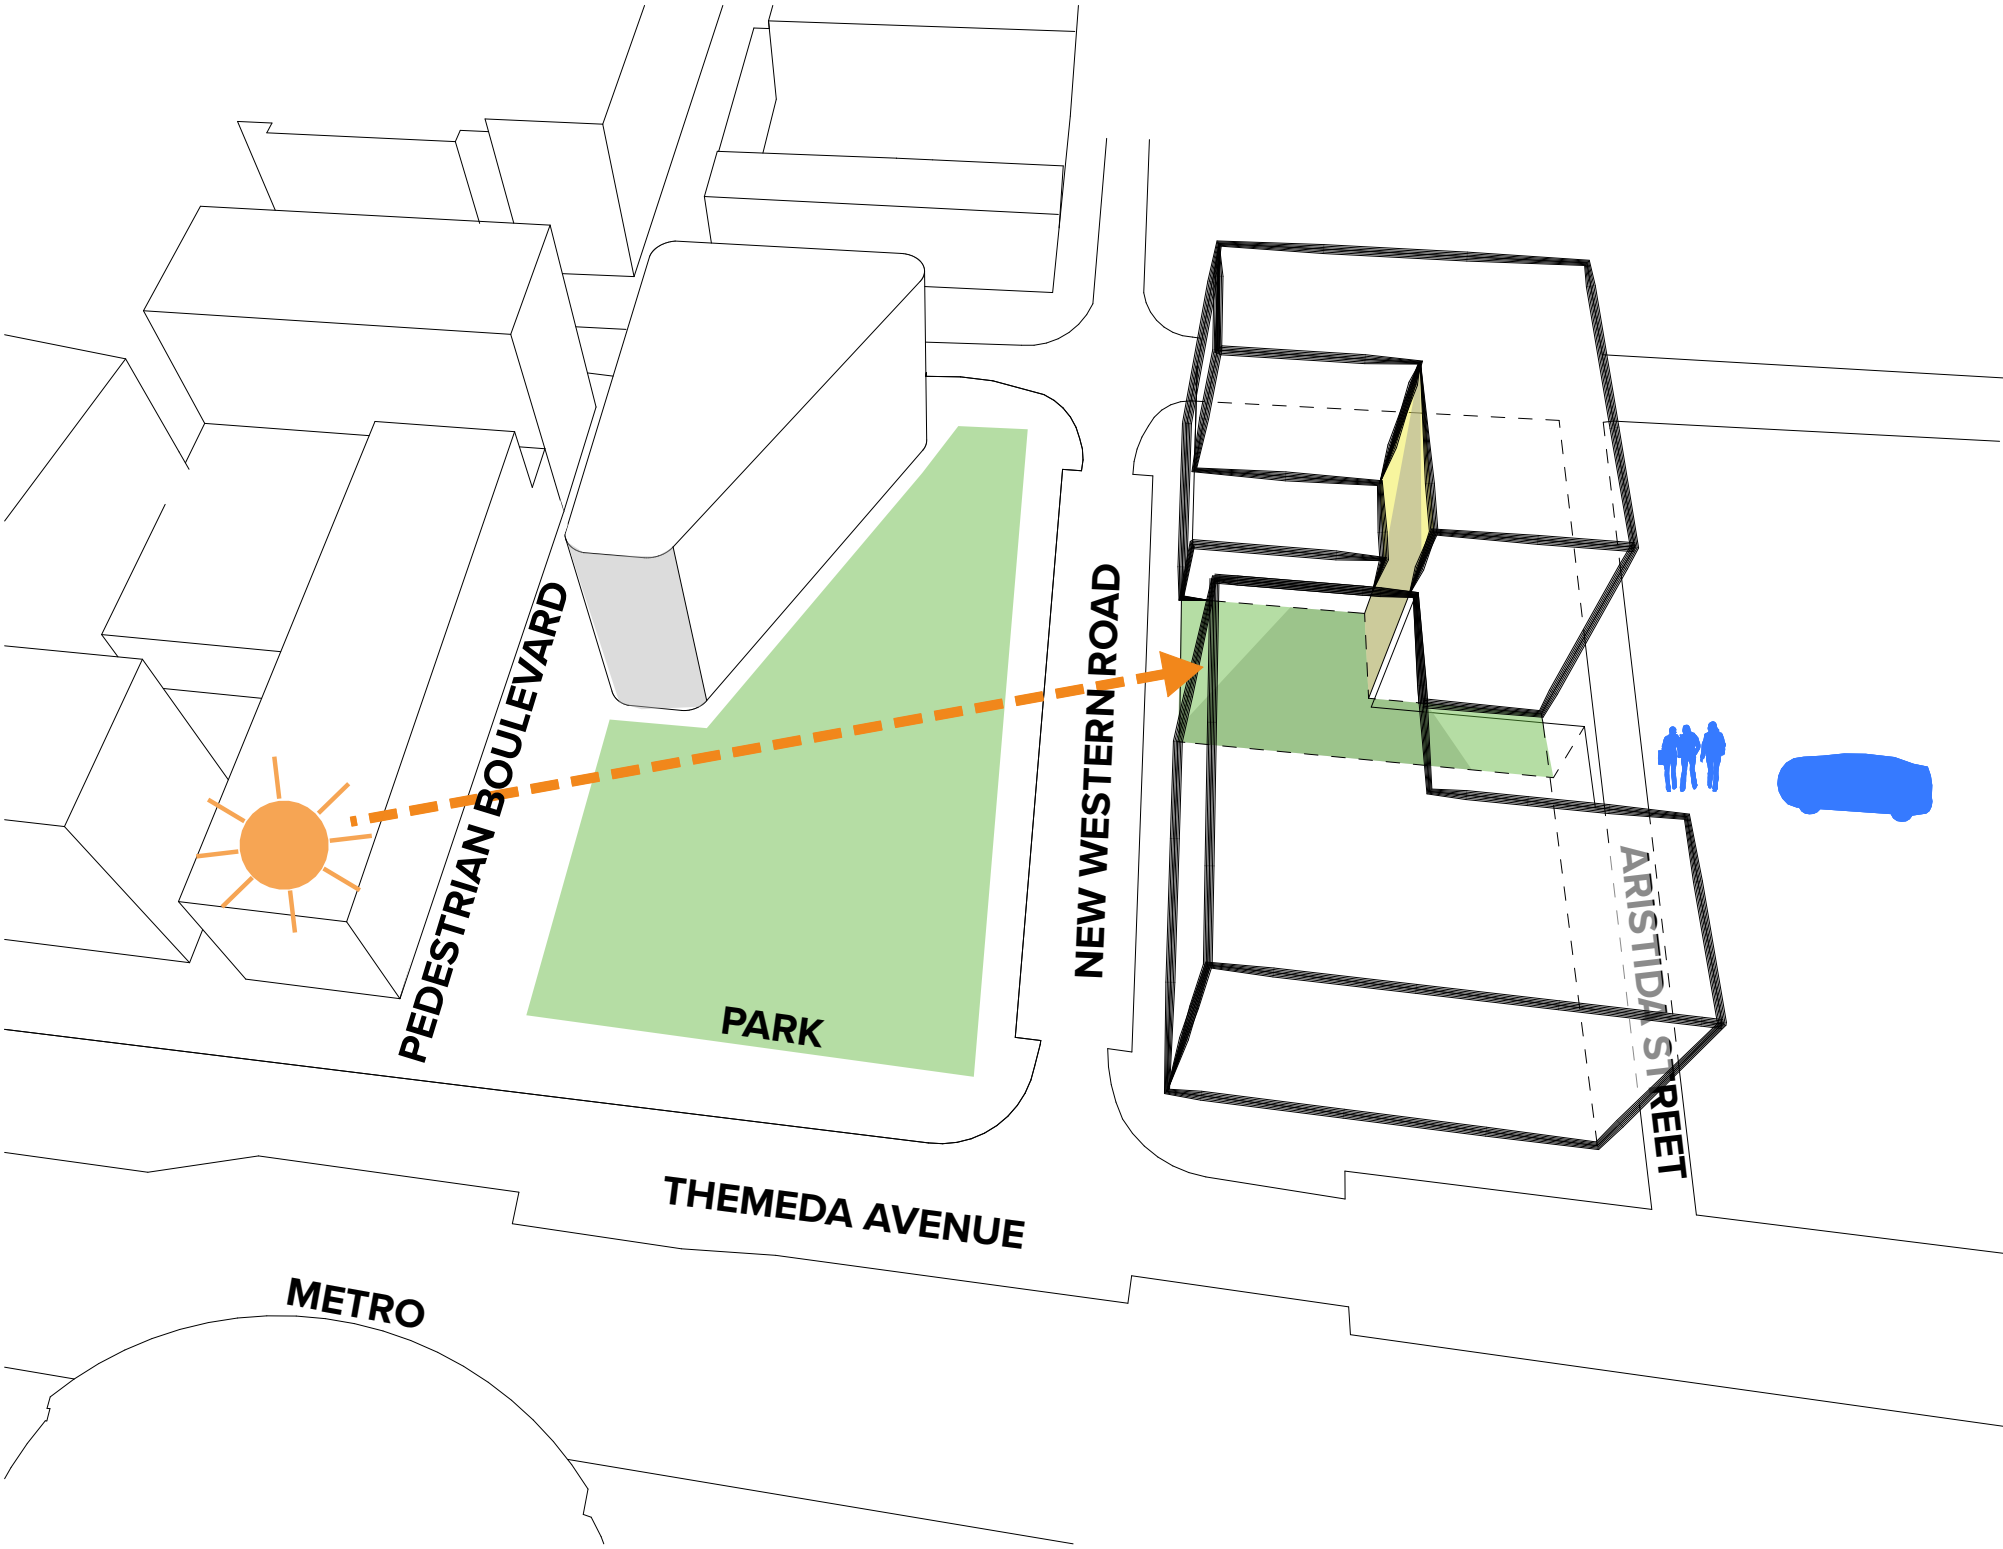 PEDESTRIAN BOULEVARD
NEW WESTERN ROAD
ARISTIDA STREET
PARK
THEMEDA AVENUE
METRO